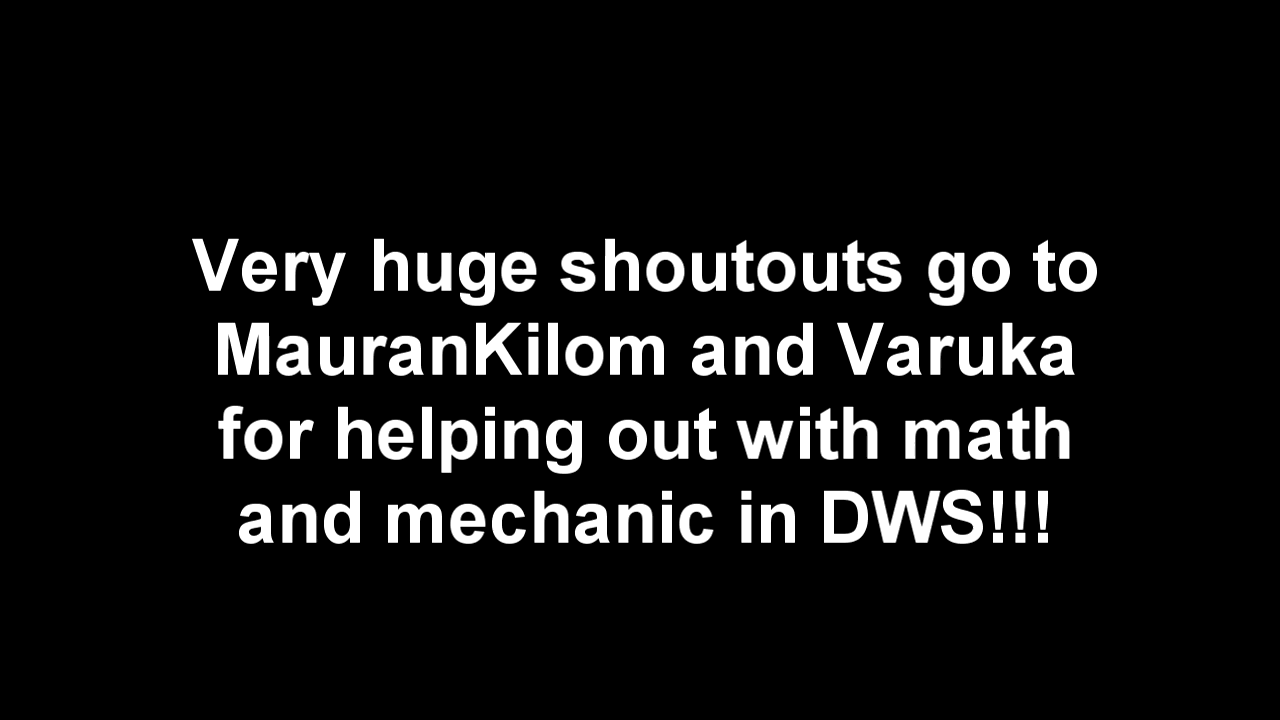 Very huge shoutouts go to
MauranKilom and Varuka
for helping out with math
and mechanic in DWS!!!